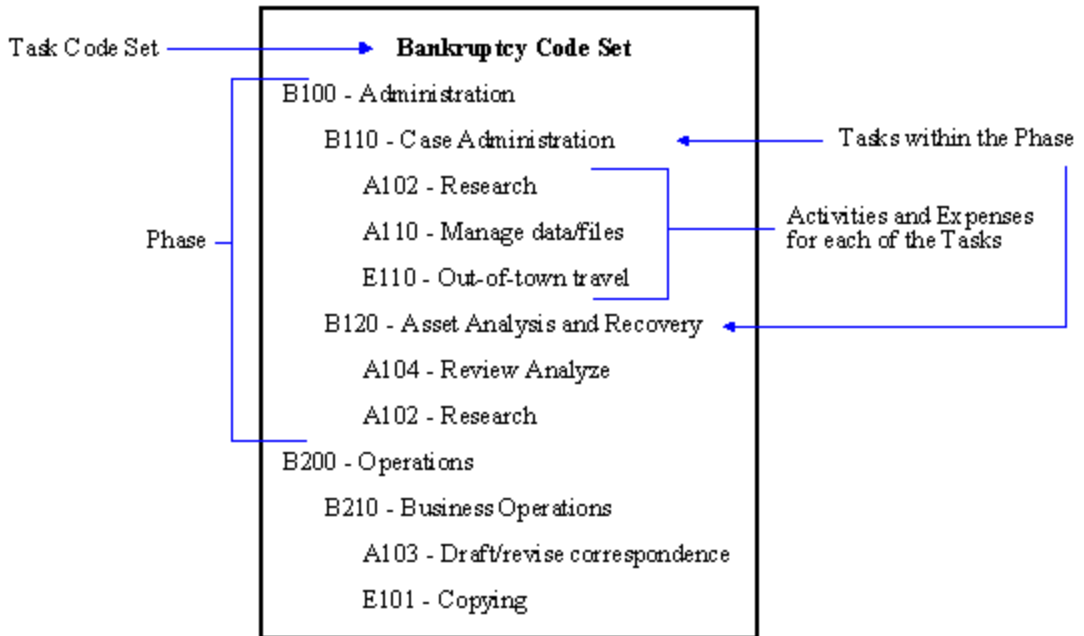 Task Code Set
Bankruptcy Code Set
B100 - Administration
B110 - Case Administration
Tasks within the Phase
A102 - Research
A110 - Manage data/files
Activities and Expenses
for each of the Tasks
Phase
E110 - Out-of-town travel
B120 - Asset Analysis and Recovery
A104 - Review Analyze
A102 - Research
B200 - Operations
B210 - Business Operations
A103 - Draft/revise correspondence
E101 - Copying